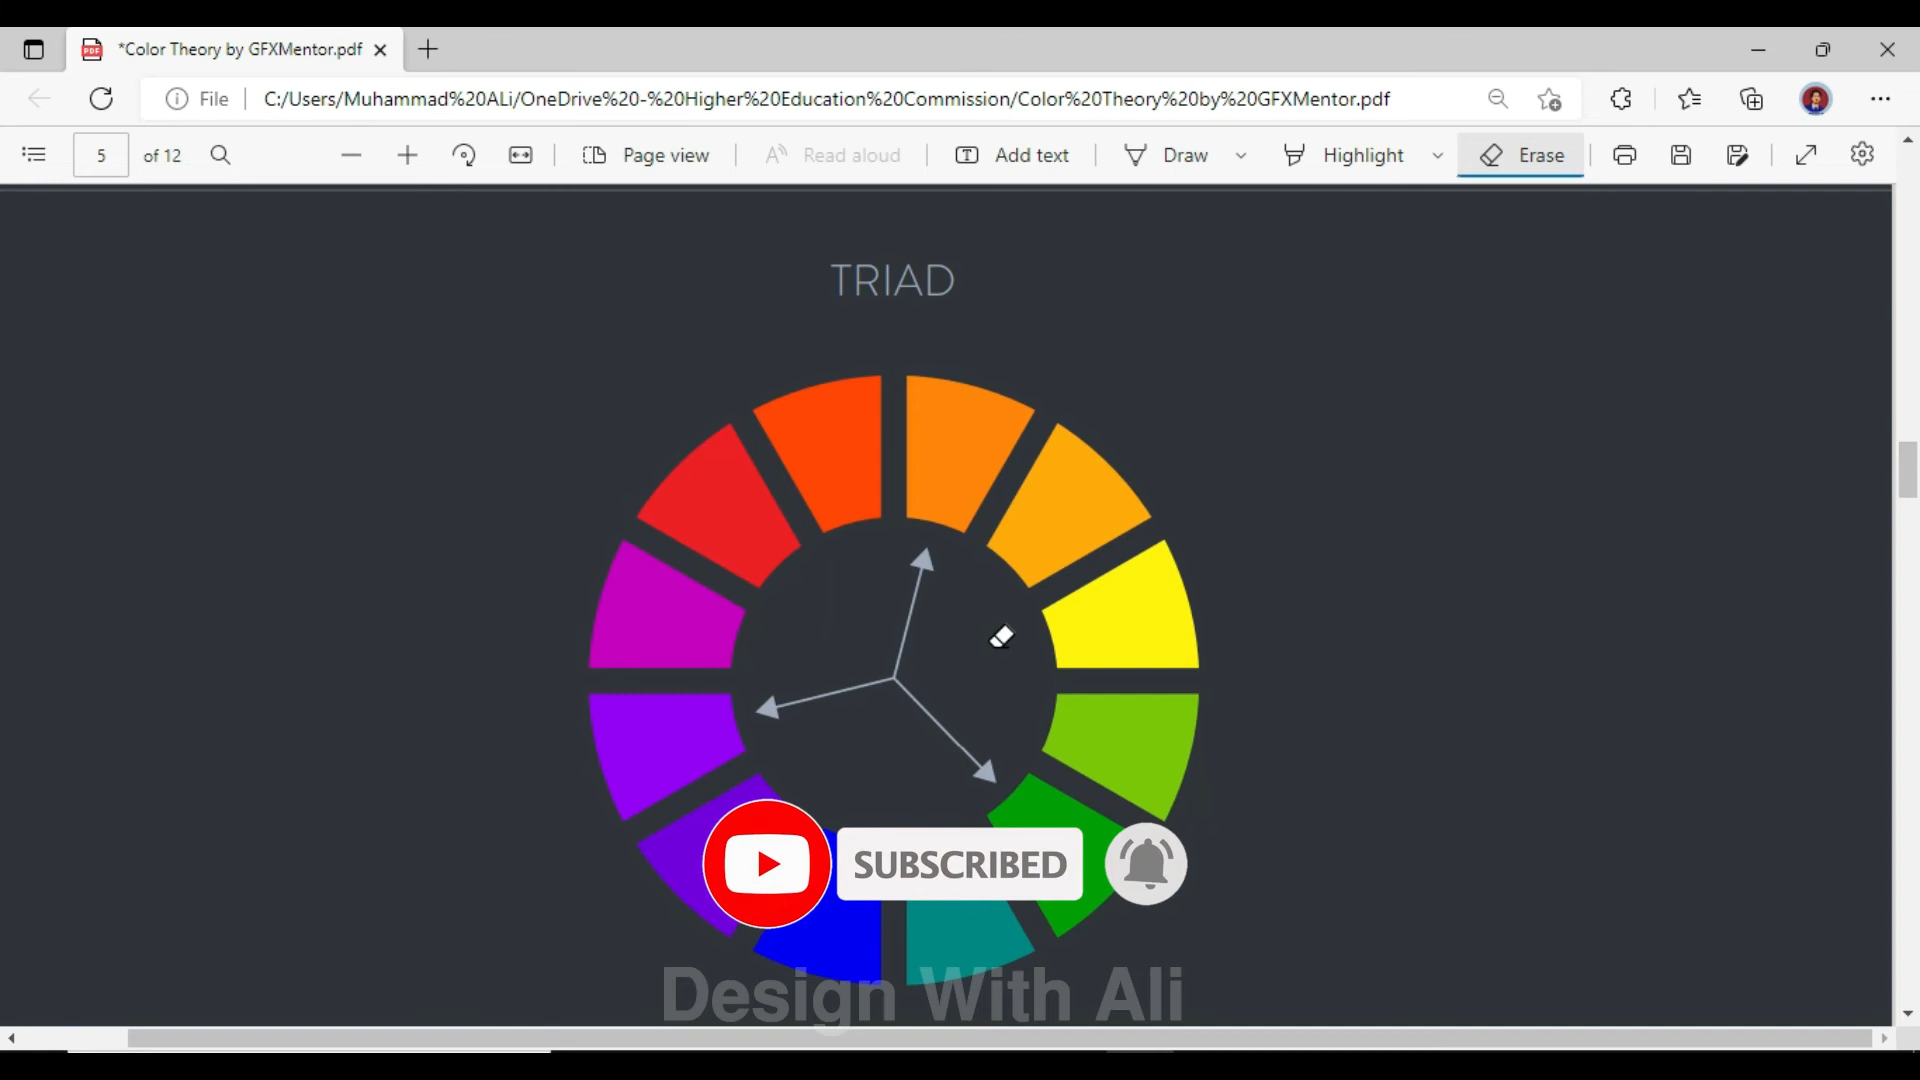 *Color Theory by GFXMentor.pdf
File
C:/Users/Muhammad%20ALi/OneDrive%20-%20Higher%20Education%20Commission/Color%20Theory%20by%20GFXMentor.pdf
5 of 12
Page view
Read aloud
Add text
Draw
Highlight
Erase
TRIAD
SUBSCRIBED
Design With Ali